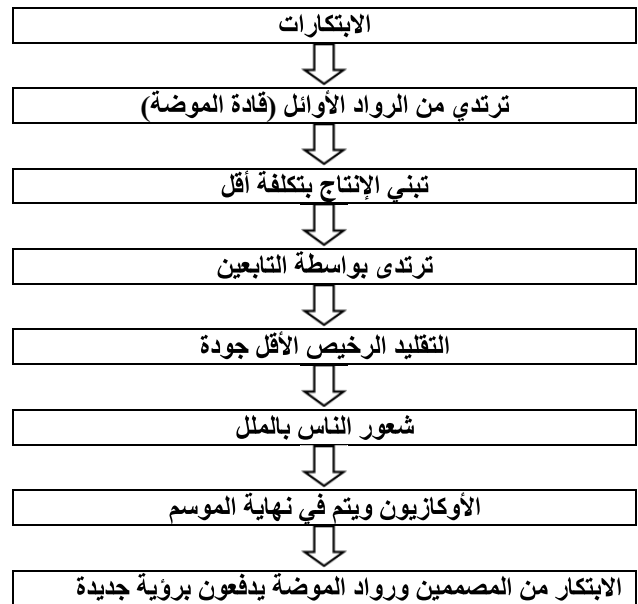 الابتكارات
ترتدي من الرواد الأوائل (قادة الموضة)
تبني الإنتاج بتكلفة أقل
ترتدى بواسطة التابعين
التقليد الرخيص الأقل جودة
شعور الناس بالملل
الأوكازيون ويتم في نهاية الموسم
الابتكار من المصممين ورواد الموضة يدفعون برؤية جديدة